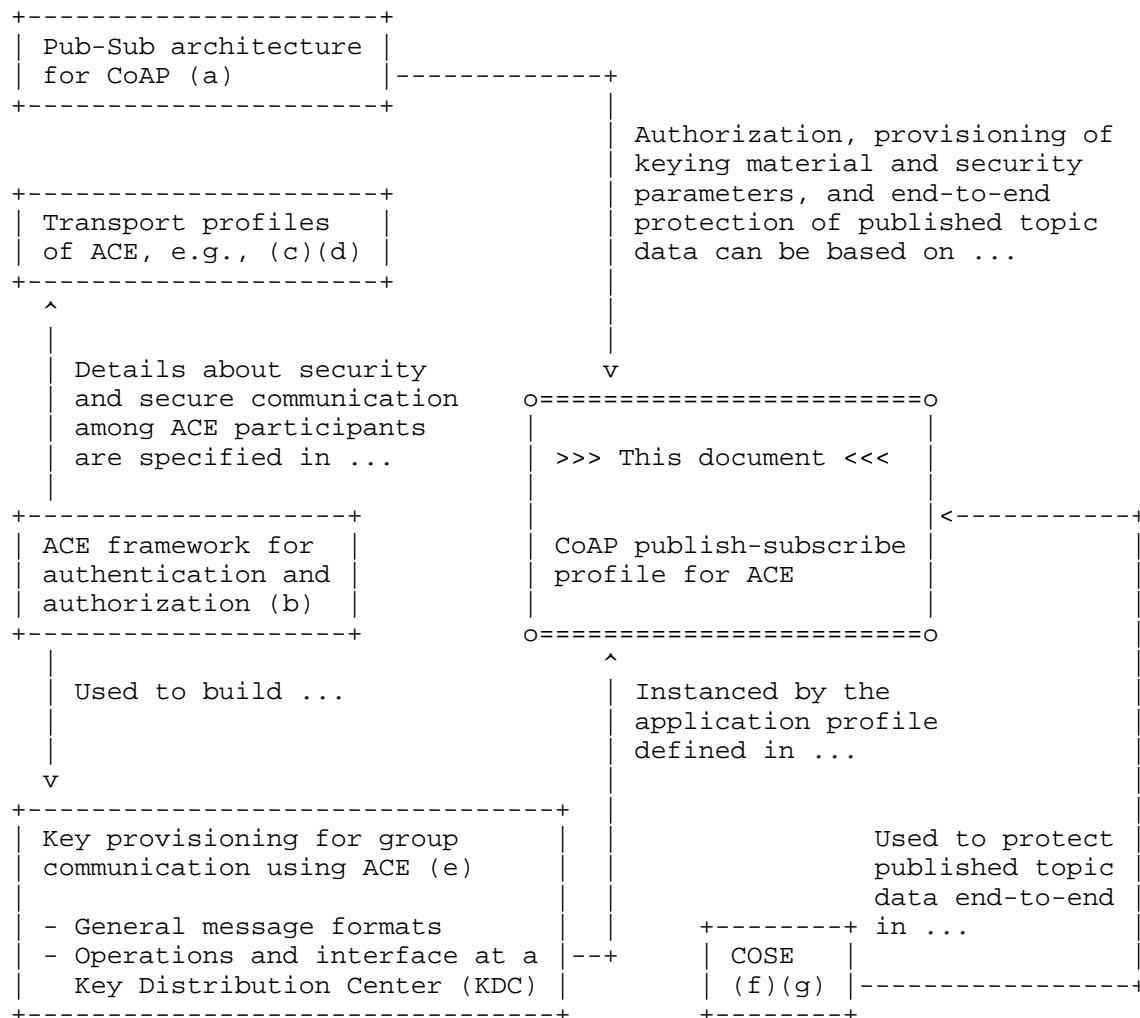 Pub-Sub architecture
for CoAP (a)
Authorization, provisioning of
keying material and security
parameters, and end-to-end
protection of published topic
data can be based on ...
Transport profiles
of ACE, e.g., (c)(d)
Details about security
and secure communication
among ACE participants
are specified in ...
>>> This document <<<
CoAP publish-subscribe
profile for ACE
ACE framework for
authentication and
authorization (b)
Used to build ...
Instanced by the
application profile
defined in ...
Key provisioning for group
communication using ACE (e)
- General message formats
- Operations and interface at a
Key Distribution Center (KDC)
Used to protect
published topic
data end-to-end
in ...
COSE
(f)(g)